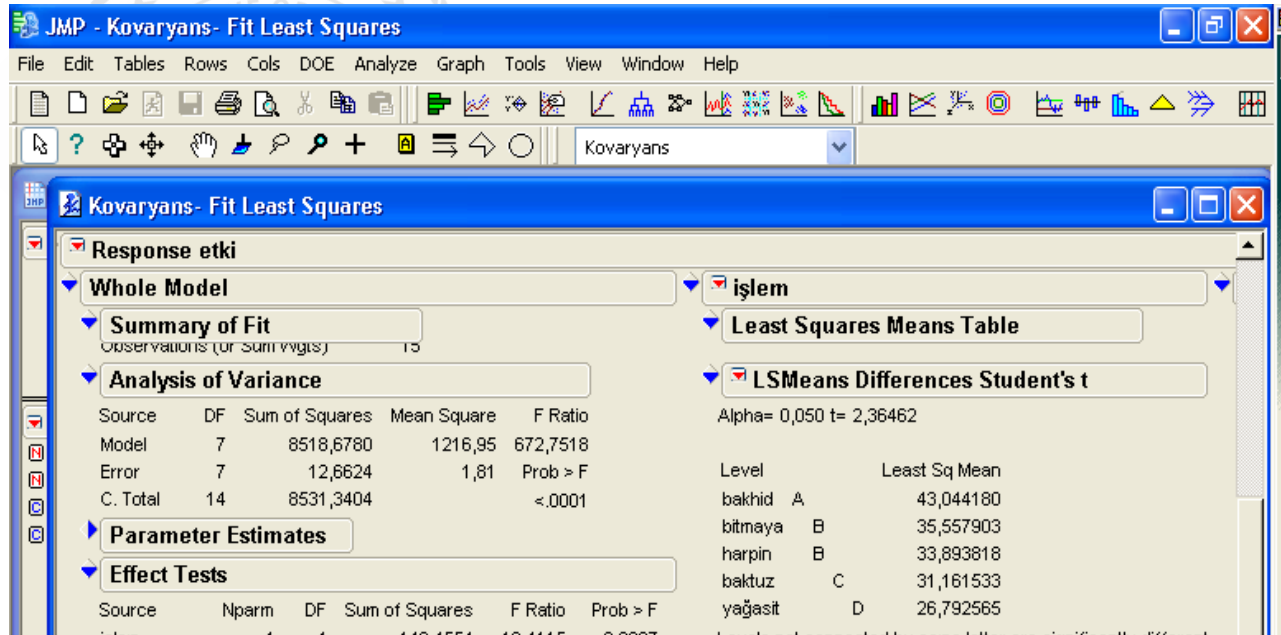 JMP - Kovaryans- Fit Least Squares
File Edit Tables Rows Cols DOE Analyze Graph Tools View Window Help
Kovaryans
Kovaryans- Fit Least Squares
Response etki
Whole Model
Summary of Fit
Observations (or Sum Wgts) 15
Analysis of Variance
Source DF Sum of Squares Mean Square F Ratio
Model 7 8518,6780 1216,95 672,7518
Error 7 12,6624 1,81 Prob > F
C. Total 14 8531,3404 <.0001
Parameter Estimates
Effect Tests
Source Nparm DF Sum of Squares F Ratio Prob > F
işlem
Least Squares Means Table
LSMeans Differences Student's t
Alpha= 0,050 t= 2,36462
Level Least Sq Mean
bakhid A 43,044180
bitmaya B 35,557903
harpin B 33,893818
baktuz C 31,161533
yağasit D 26,792565